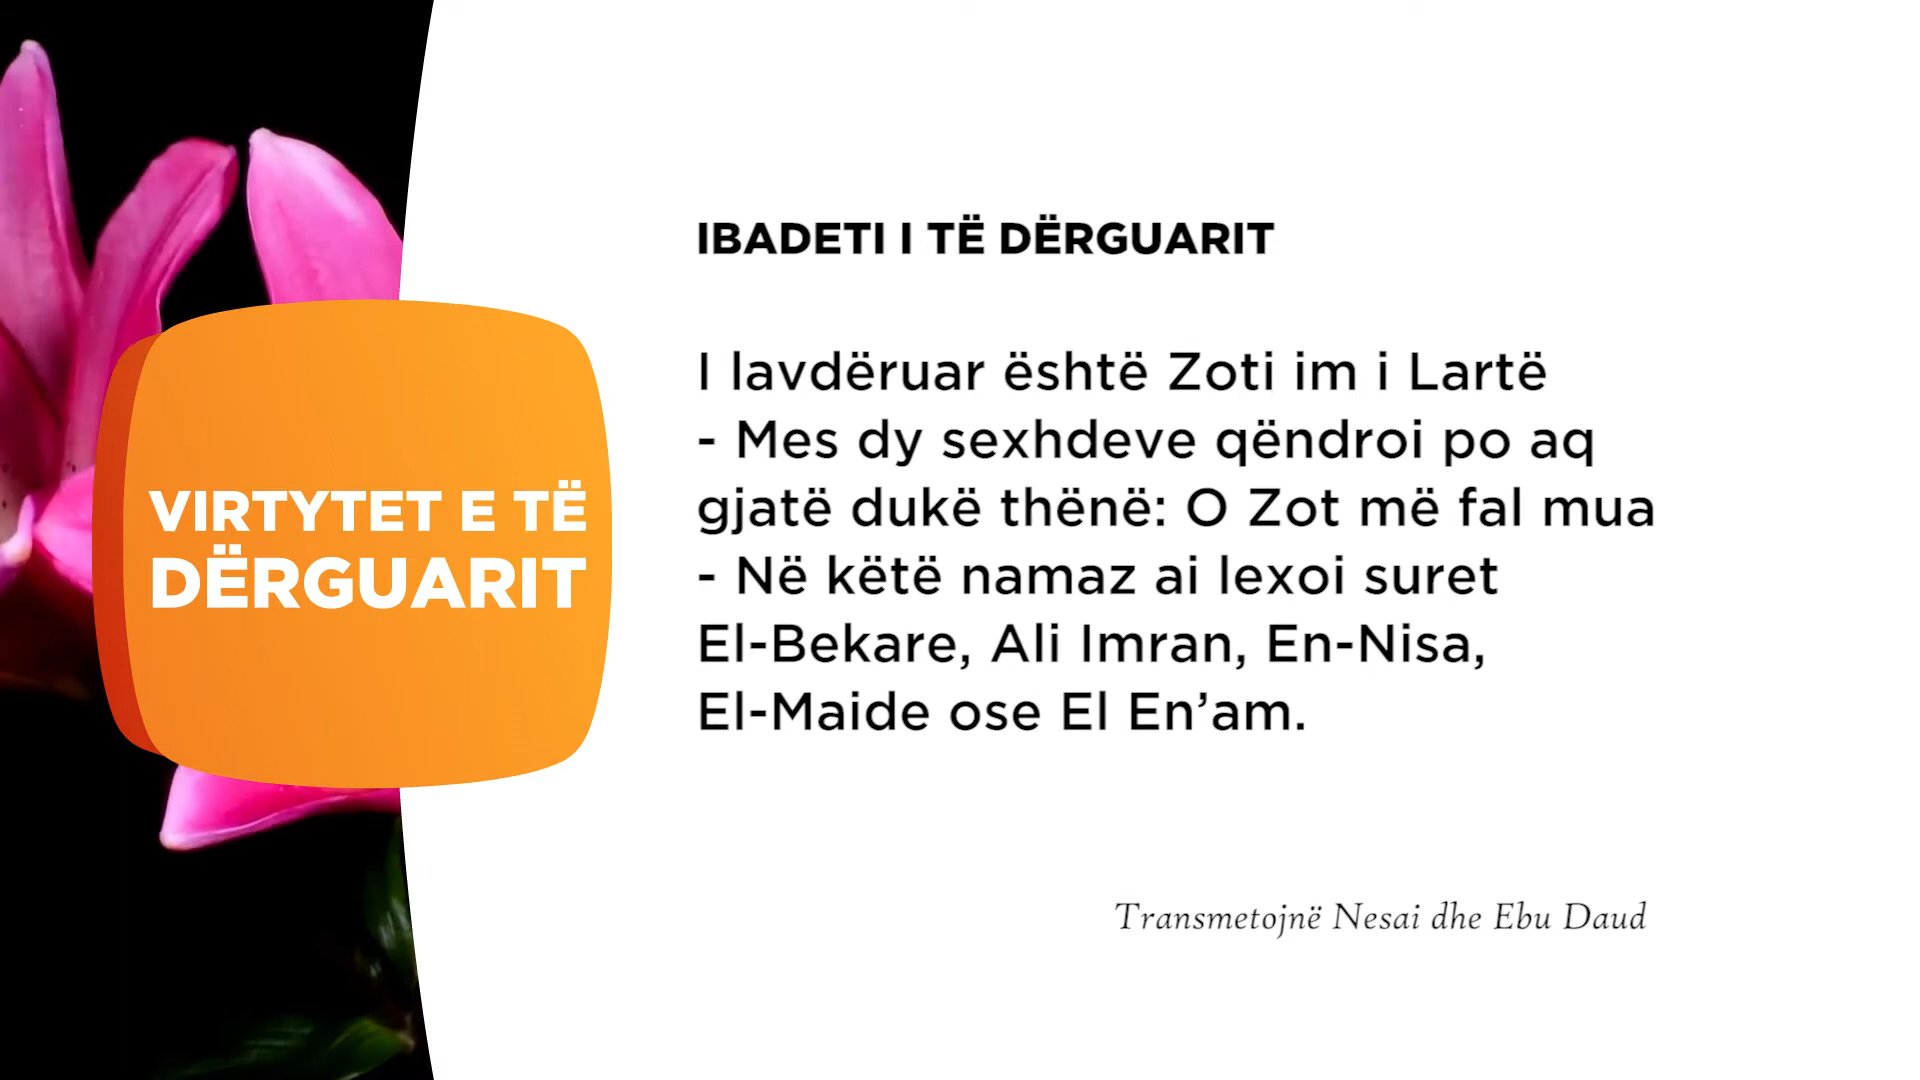 VIRTYTET E TË
DËRGUARIT
IBADETI I TË DËRGUARIT
I lavdëruar është Zoti im i Lartë
- Mes dy sexhdeve qëndroi po aq
gjatë dukë thënë: O Zot më fal mua
- Në këtë namaz ai lexoi suret
El-Bekare, Ali Imran, En-Nisa,
El-Maide ose El En’am.
Transmetojnë Nesai dhe Ebu Daud